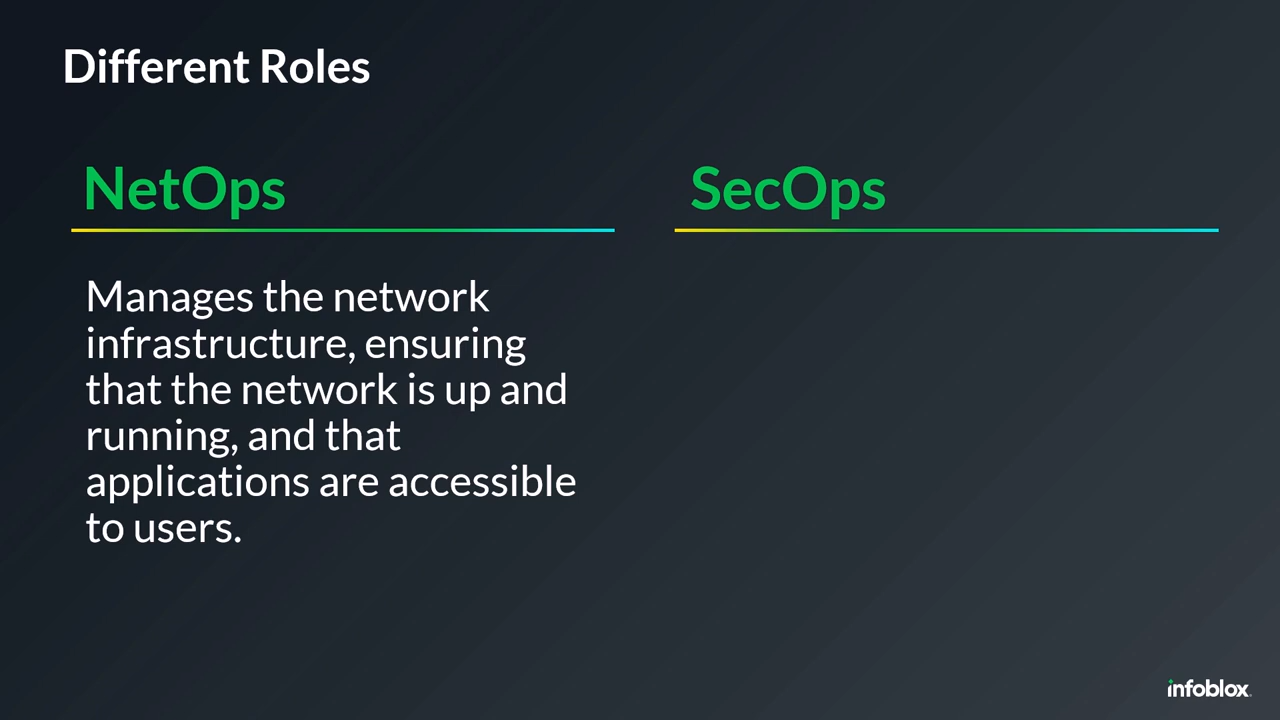 Different Roles
NetOps
SecOps
Manages the network
infrastructure, ensuring
that the network is up and
running, and that
applications are accessible
to users.
infoblox